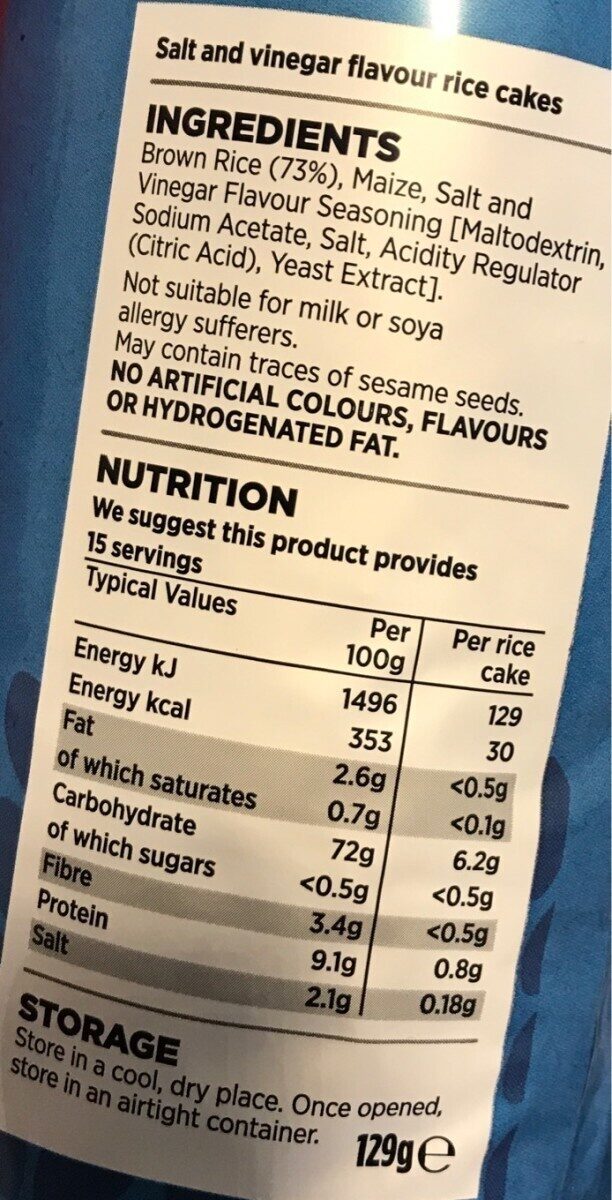 Salt and vinegar flavour rice cakes
INGREDIENTS
Brown Rice (73%), Maize, Salt and
Vinegar Flavour Seasoning [Maltodextrin,
Sodium Acetate, Salt, Acidity Regulator
(Citric Acid), Yeast Extract].
Not suitable for milk or soya
allergy sufferers.
May contain traces of sesame seeds.
NO ARTIFICIAL COLOURS, FLAVOURS
OR HYDROGENATED FAT.
NUTRITION
We suggest this product provides
15 servings
Typical Values Per 100g Per rice cake
Energy kJ 1496 129
Energy kcal 353 30
Fat 2.6g <0.5g
of which saturates 0.7g <0.1g
Carbohydrate 72g 6.2g
of which sugars <0.5g <0.5g
Fibre 3.4g <0.5g
Protein 9.1g 0.8g
Salt 2.1g 0.18g
STORAGE
Store in a cool, dry place. Once opened,
store in an airtight container.
129g e